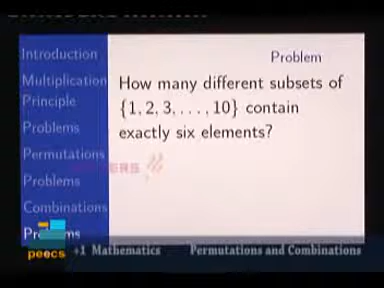 Introduction
Multiplication
Principle
Problems
Permutations
Problems
Combinations
Problem
How many different subsets of
{1, 2, 3, . . . , 10} contain
exactly six elements?
peecs
+1 Mathematics
Permutations and Combinations